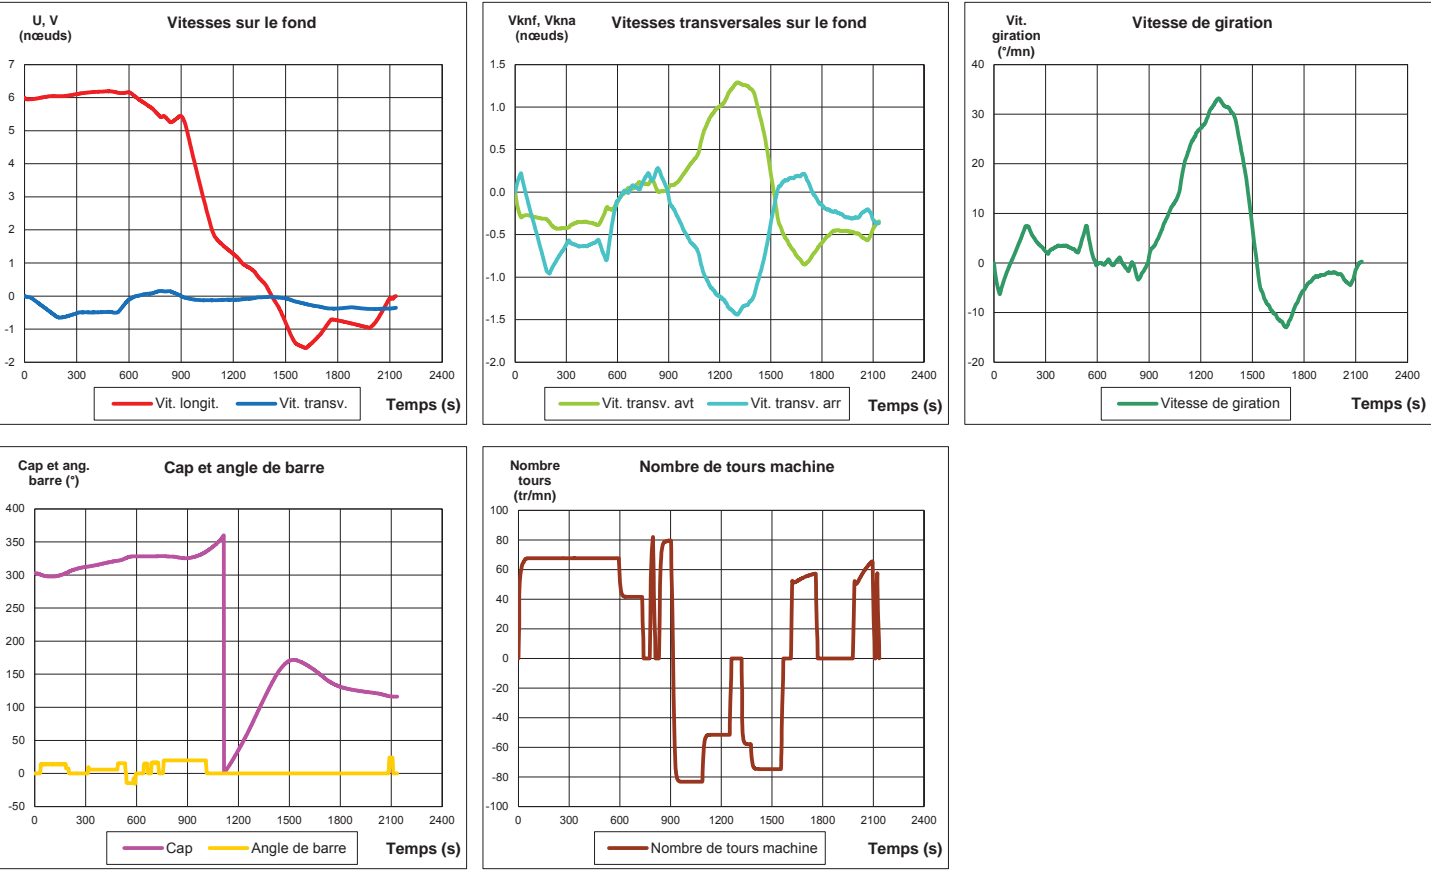 U, V
(nœuds)
Vitesses sur le fond
7
6
5
4
3
2
1
0
-1
-2
0 300 600 900 1200 1500 1800 2100 2400
Vit. longit. Vit. transv. Temps (s)
Vknf, Vkna
(nœuds)
Vitesses transversales sur le fond
1.5
1.0
0.5
0.0
-0.5
-1.0
-1.5
-2.0
0 300 600 900 1200 1500 1800 2100 2400
Vit. transv. avt Vit. transv. arr Temps (s)
Vit.
giration
(°/mn)
Vitesse de giration
40
30
20
10
0
-10
-20
0 300 600 900 1200 1500 1800 2100 2400
Vitesse de giration Temps (s)
Cap et ang.
barre (°)
Cap et angle de barre
400
350
300
250
200
150
100
50
0
-50
0 300 600 900 1200 1500 1800 2100 2400
Cap Angle de barre Temps (s)
Nombre
tours
(tr/mn)
Nombre de tours machine
100
80
60
40
20
0
-20
-40
-60
-80
-100
0 300 600 900 1200 1500 1800 2100 2400
Nombre de tours machine Temps (s)